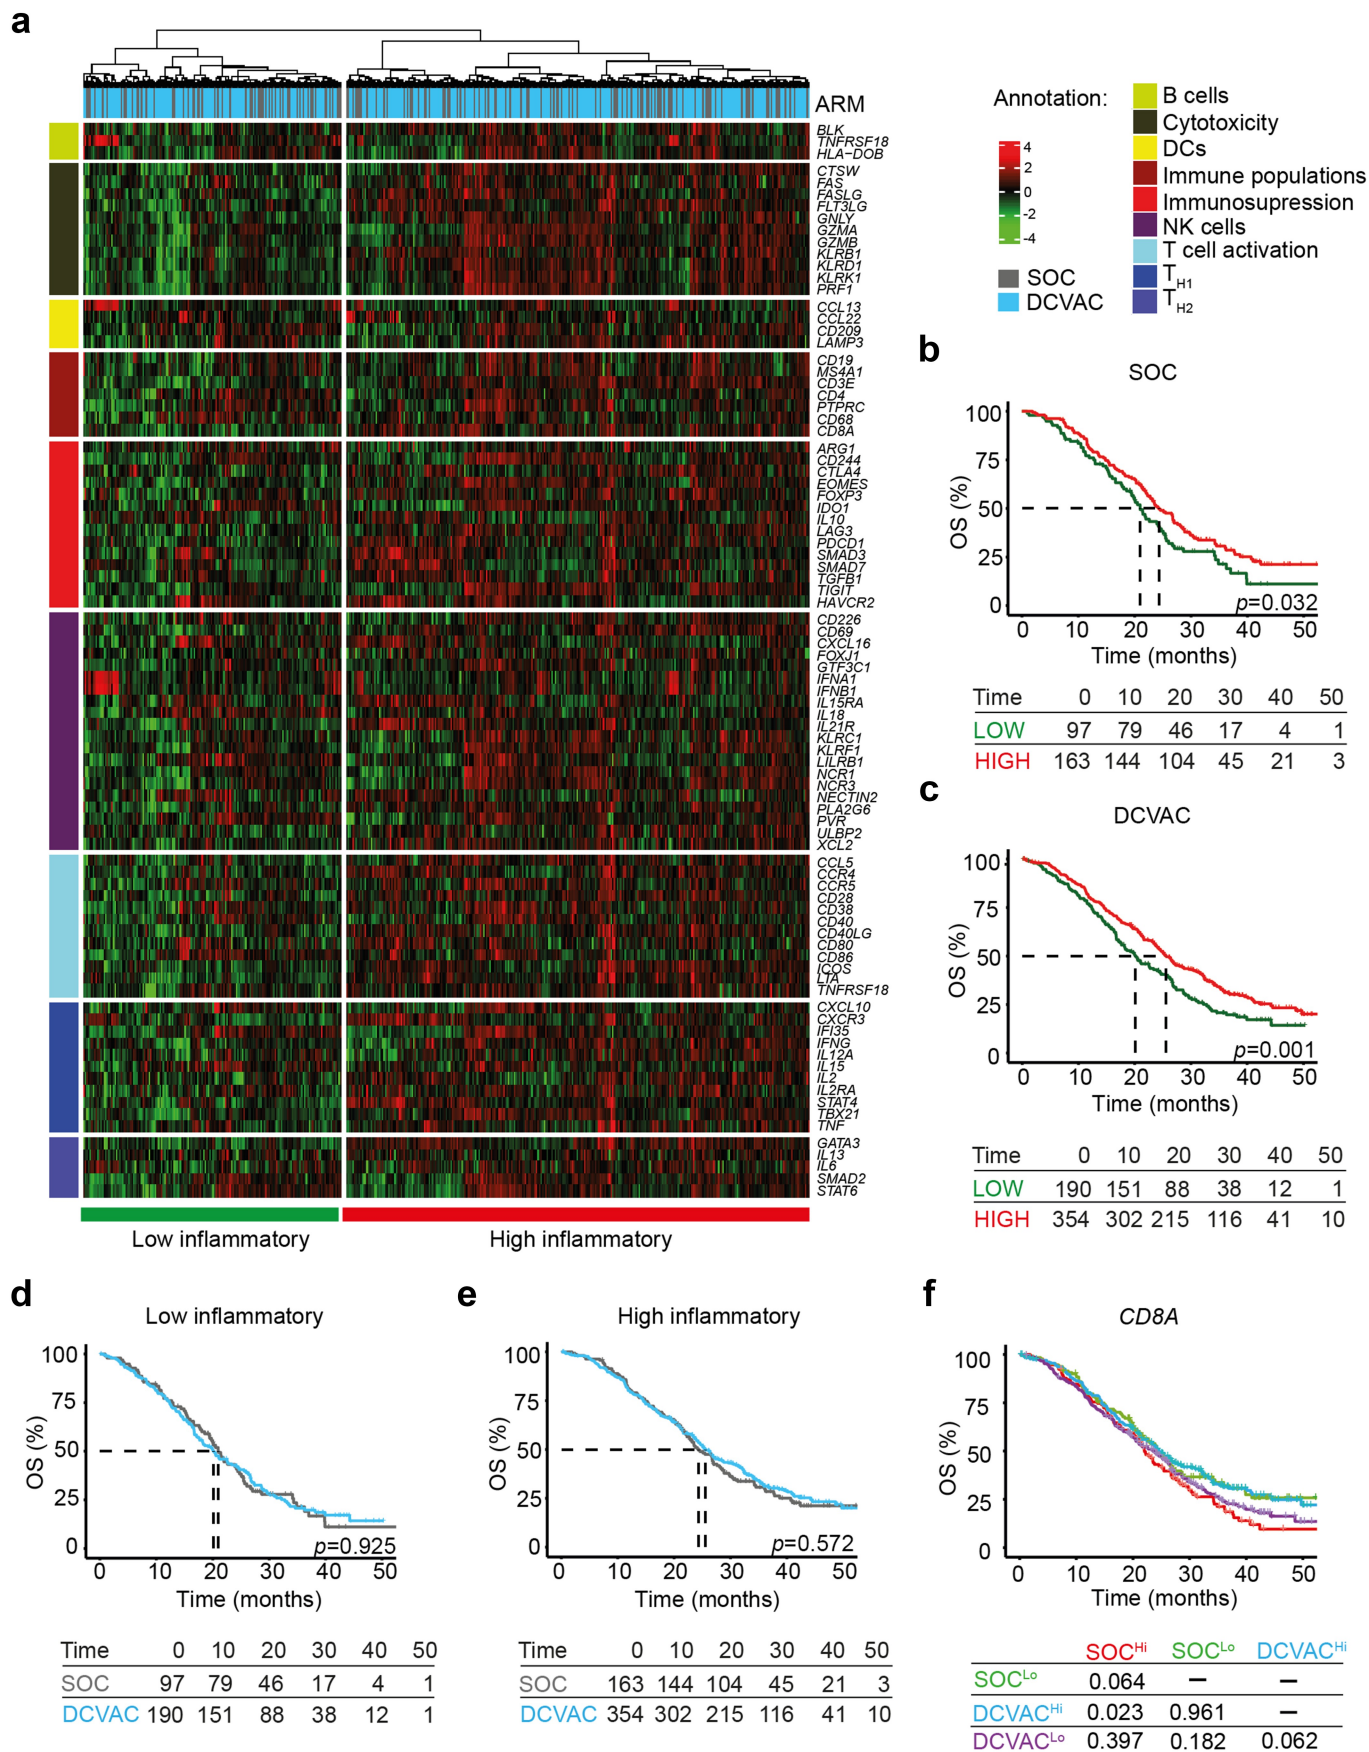 a
ARM
BLK
TNFRSF18
HLA−DOB
CTSW
FAS
FASLG
FLT3LG
GNLY
GZMA
GZMB
KLRB1
KLRD1
KLRK1
PRF1
CCL13
CCL22
CD209
LAMP3
CD19
MS4A1
CD3E
CD4
PTPRC
CD68
CD8A
ARG1
CD244
CTLA4
EOMES
FOXP3
IDO1
IL10
LAG3
PDCD1
SMAD3
SMAD7
TGFB1
TIGIT
HAVCR2
CD226
CD69
CXCL16
FOXJ1
GTF3C1
IFNA1
IFNB1
IL15RA
IL18
IL21R
KLRC1
KLRF1
LILRB1
NCR1
NCR3
NECTIN2
PLA2G6
PVR
ULBP2
XCL2
CCL5
CCR4
CCR5
CD28
CD38
CD40
CD40LG
CD80
CD86
ICOS
LTA
TNFRSF18
CXCL10
CXCR3
IFI35
IFNG
IL12A
IL15
IL2
IL2RA
STAT4
TBX21
TNF
GATA3
IL13
IL6
SMAD2
STAT6
Low inflammatory
High inflammatory
Annotation:
4
2
0
-2
-4
SOC
DCVAC
B cells
Cytotoxicity
DCs
Immune populations
Immunosupression
NK cells
T cell activation
TH1
TH2
b
SOC
OS (%)
100
75
50
25
0
p=0.032
0 10 20 30 40 50
Time (months)
Time 0 10 20 30 40 50
LOW 97 79 46 17 4 1
HIGH 163 144 104 45 21 3
c
DCVAC
OS (%)
100
75
50
25
0
p=0.001
0 10 20 30 40 50
Time (months)
Time 0 10 20 30 40 50
LOW 190 151 88 38 12 1
HIGH 354 302 215 116 41 10
d
Low inflammatory
OS (%)
100
75
50
25
0
p=0.925
0 10 20 30 40 50
Time (months)
Time 0 10 20 30 40 50
SOC 97 79 46 17 4 1
DCVAC 190 151 88 38 12 1
e
High inflammatory
OS (%)
100
75
50
25
0
p=0.572
0 10 20 30 40 50
Time (months)
Time 0 10 20 30 40 50
SOC 163 144 104 45 21 3
DCVAC 354 302 215 116 41 10
f
CD8A
OS (%)
100
75
50
25
0
0 10 20 30 40 50
Time (months)
SOCHi SOCLo DCVACHi
SOCLo 0.064 – –
DCVACHi 0.023 0.961 –
DCVACLo 0.397 0.182 0.062